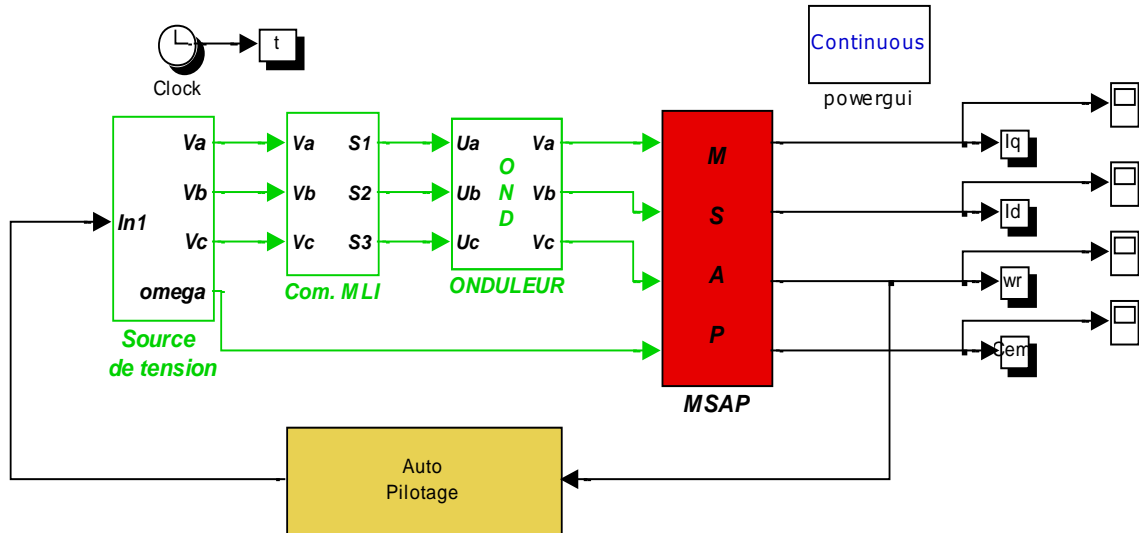 Continuous
powergui
t
Clock
In1
Va
Vb
Vc
omega
Source
de tension
Va
Vb
Vc
S1
S2
S3
Com. MLI
Ua
Ub
Uc
O
N
D
Va
Vb
Vc
ONDULEUR
M
S
A
P
MSAP
Iq
Id
wr
Cem
Auto
Pilotage